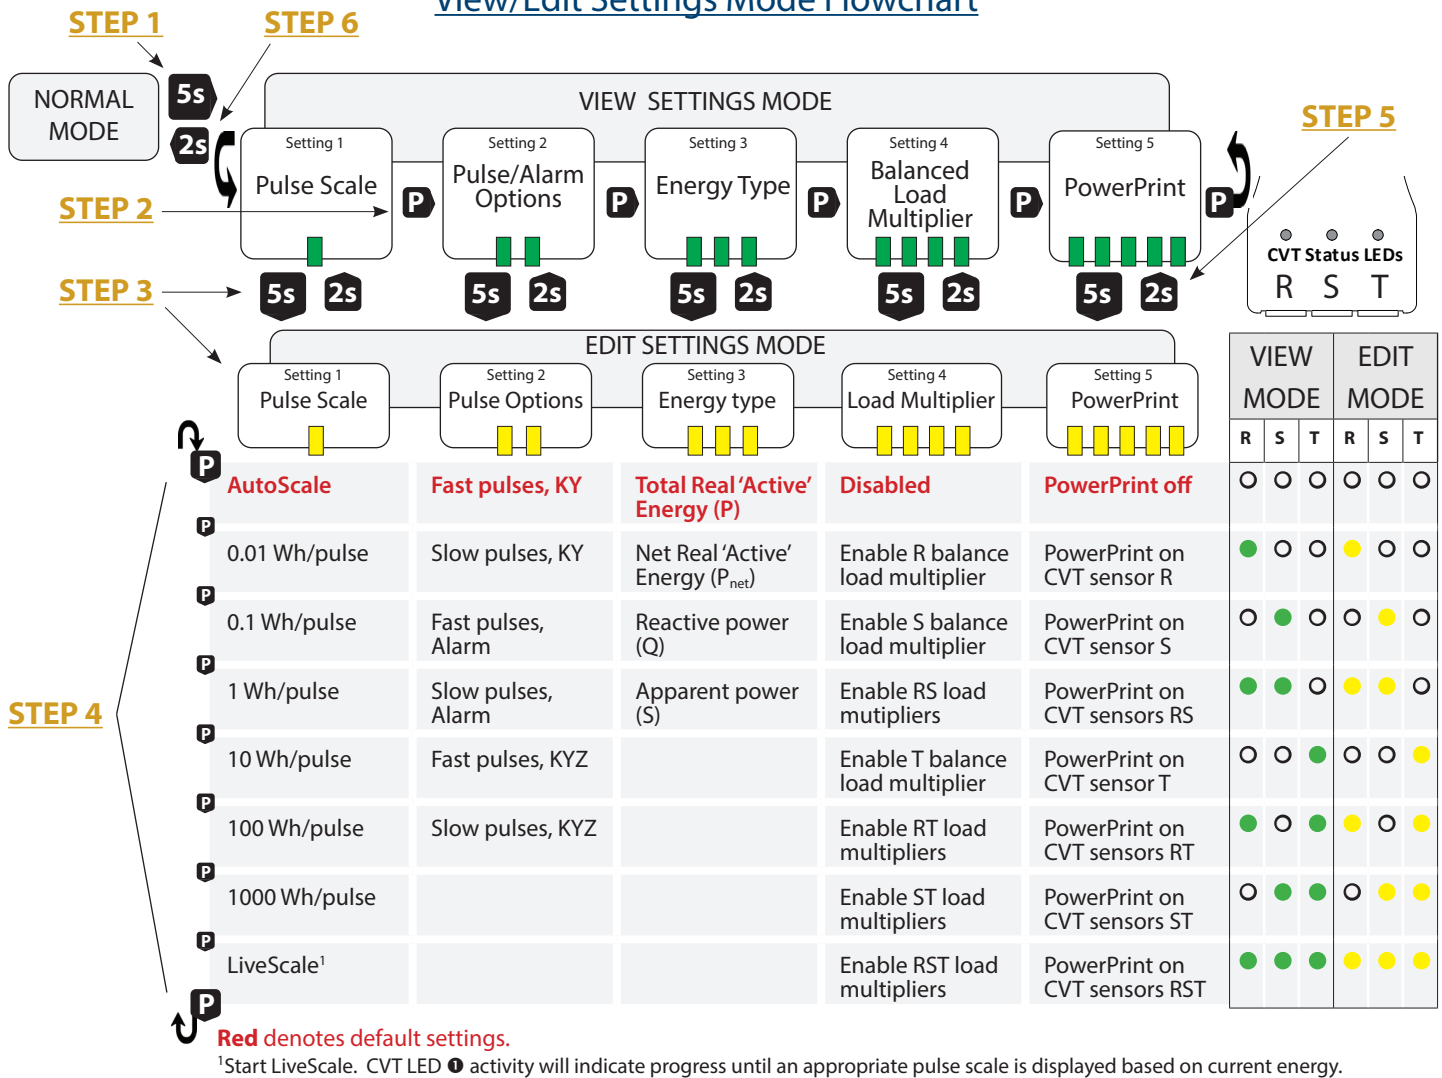 View/Edit Settings Mode Flowchart
STEP 1
STEP 6
NORMAL
MODE
5s
2s
VIEW SETTINGS MODE
STEP 5
Setting 1
Pulse Scale
Setting 2
Pulse/Alarm
Options
Setting 3
Energy Type
Setting 4
Balanced
Load
Multiplier
Setting 5
PowerPrint
STEP 2
P P P P P
CVT Status LEDs
R S T
STEP 3
5s 2s 5s 2s 5s 2s 5s 2s 5s 2s
EDIT SETTINGS MODE
Setting 1
Pulse Scale
Setting 2
Pulse Options
Setting 3
Energy type
Setting 4
Load Multiplier
Setting 5
PowerPrint
VIEW
MODE
EDIT
MODE
R S T R S T
P
AutoScale
Fast pulses, KY
Total Real 'Active'
Energy (P)
Disabled
PowerPrint off
P
0.01 Wh/pulse
Slow pulses, KY
Net Real 'Active'
Energy (Pnet)
Enable R balance
load multiplier
PowerPrint on
CVT sensor R
P
0.1 Wh/pulse
Fast pulses,
Alarm
Reactive power
(Q)
Enable S balance
load multiplier
PowerPrint on
CVT sensor S
P
1 Wh/pulse
Slow pulses,
Alarm
Apparent power
(S)
Enable RS load
mutipliers
PowerPrint on
CVT sensors RS
STEP 4
P
10 Wh/pulse
Fast pulses, KYZ
Enable T balance
load multiplier
PowerPrint on
CVT sensor T
P
100 Wh/pulse
Slow pulses, KYZ
Enable RT load
multipliers
PowerPrint on
CVT sensors RT
P
1000 Wh/pulse
Enable ST load
multipliers
PowerPrint on
CVT sensors ST
P
LiveScale1
Enable RST load
multipliers
PowerPrint on
CVT sensors RST
P
Red denotes default settings.
1Start LiveScale. CVT LED ❶ activity will indicate progress until an appropriate pulse scale is displayed based on current energy.